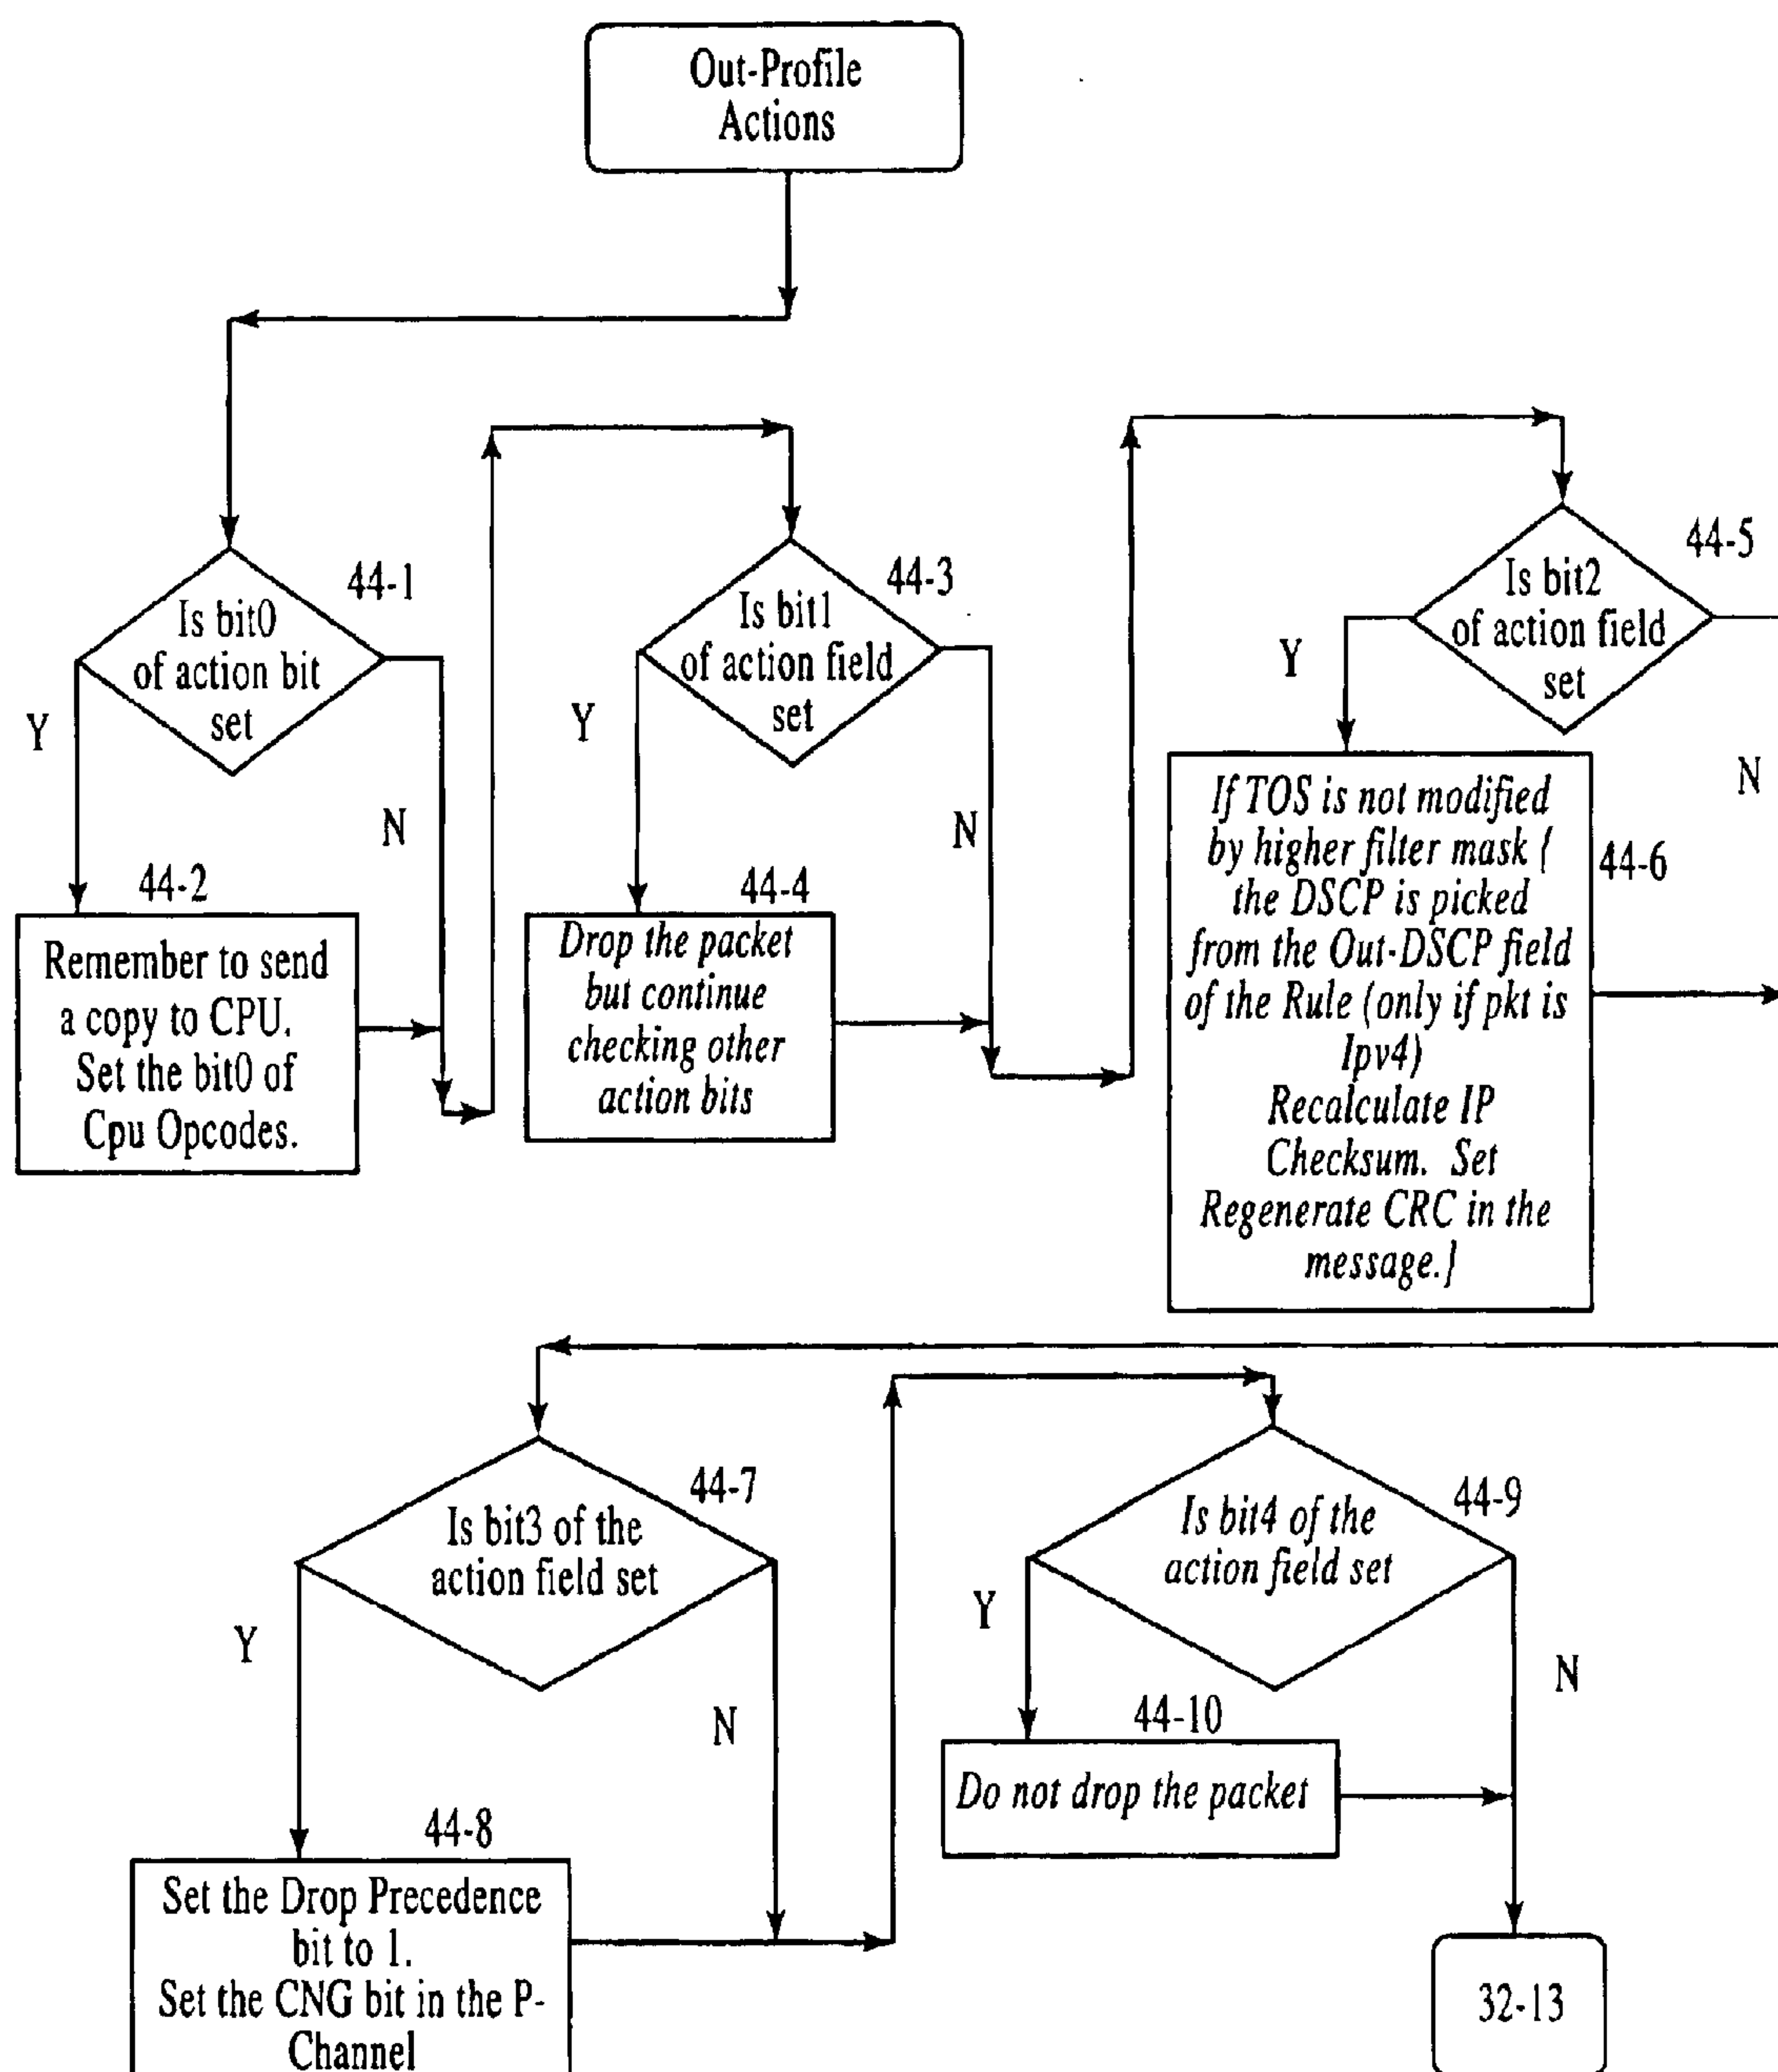 Out-Profile
Actions
44-1
Is bit0
of action bit
set
Y
N
44-2
Remember to send
a copy to CPU.
Set the bit0 of
Cpu Opcodes.
44-3
Is bit1
of action field
set
Y
N
44-4
Drop the packet
but continue
checking other
action bits
44-5
Is bit2
of action field
set
Y
N
44-6
If TOS is not modified
by higher filter mask {
the DSCP is picked
from the Out-DSCP field
of the Rule (only if pkt is
Ipv4)
Recalculate IP
Checksum. Set
Regenerate CRC in the
message.}
44-7
Is bit3 of the
action field set
Y
N
44-8
Set the Drop Precedence
bit to 1.
Set the CNG bit in the P-
Channel
44-9
Is bit4 of the
action field set
Y
N
44-10
Do not drop the packet
32-13